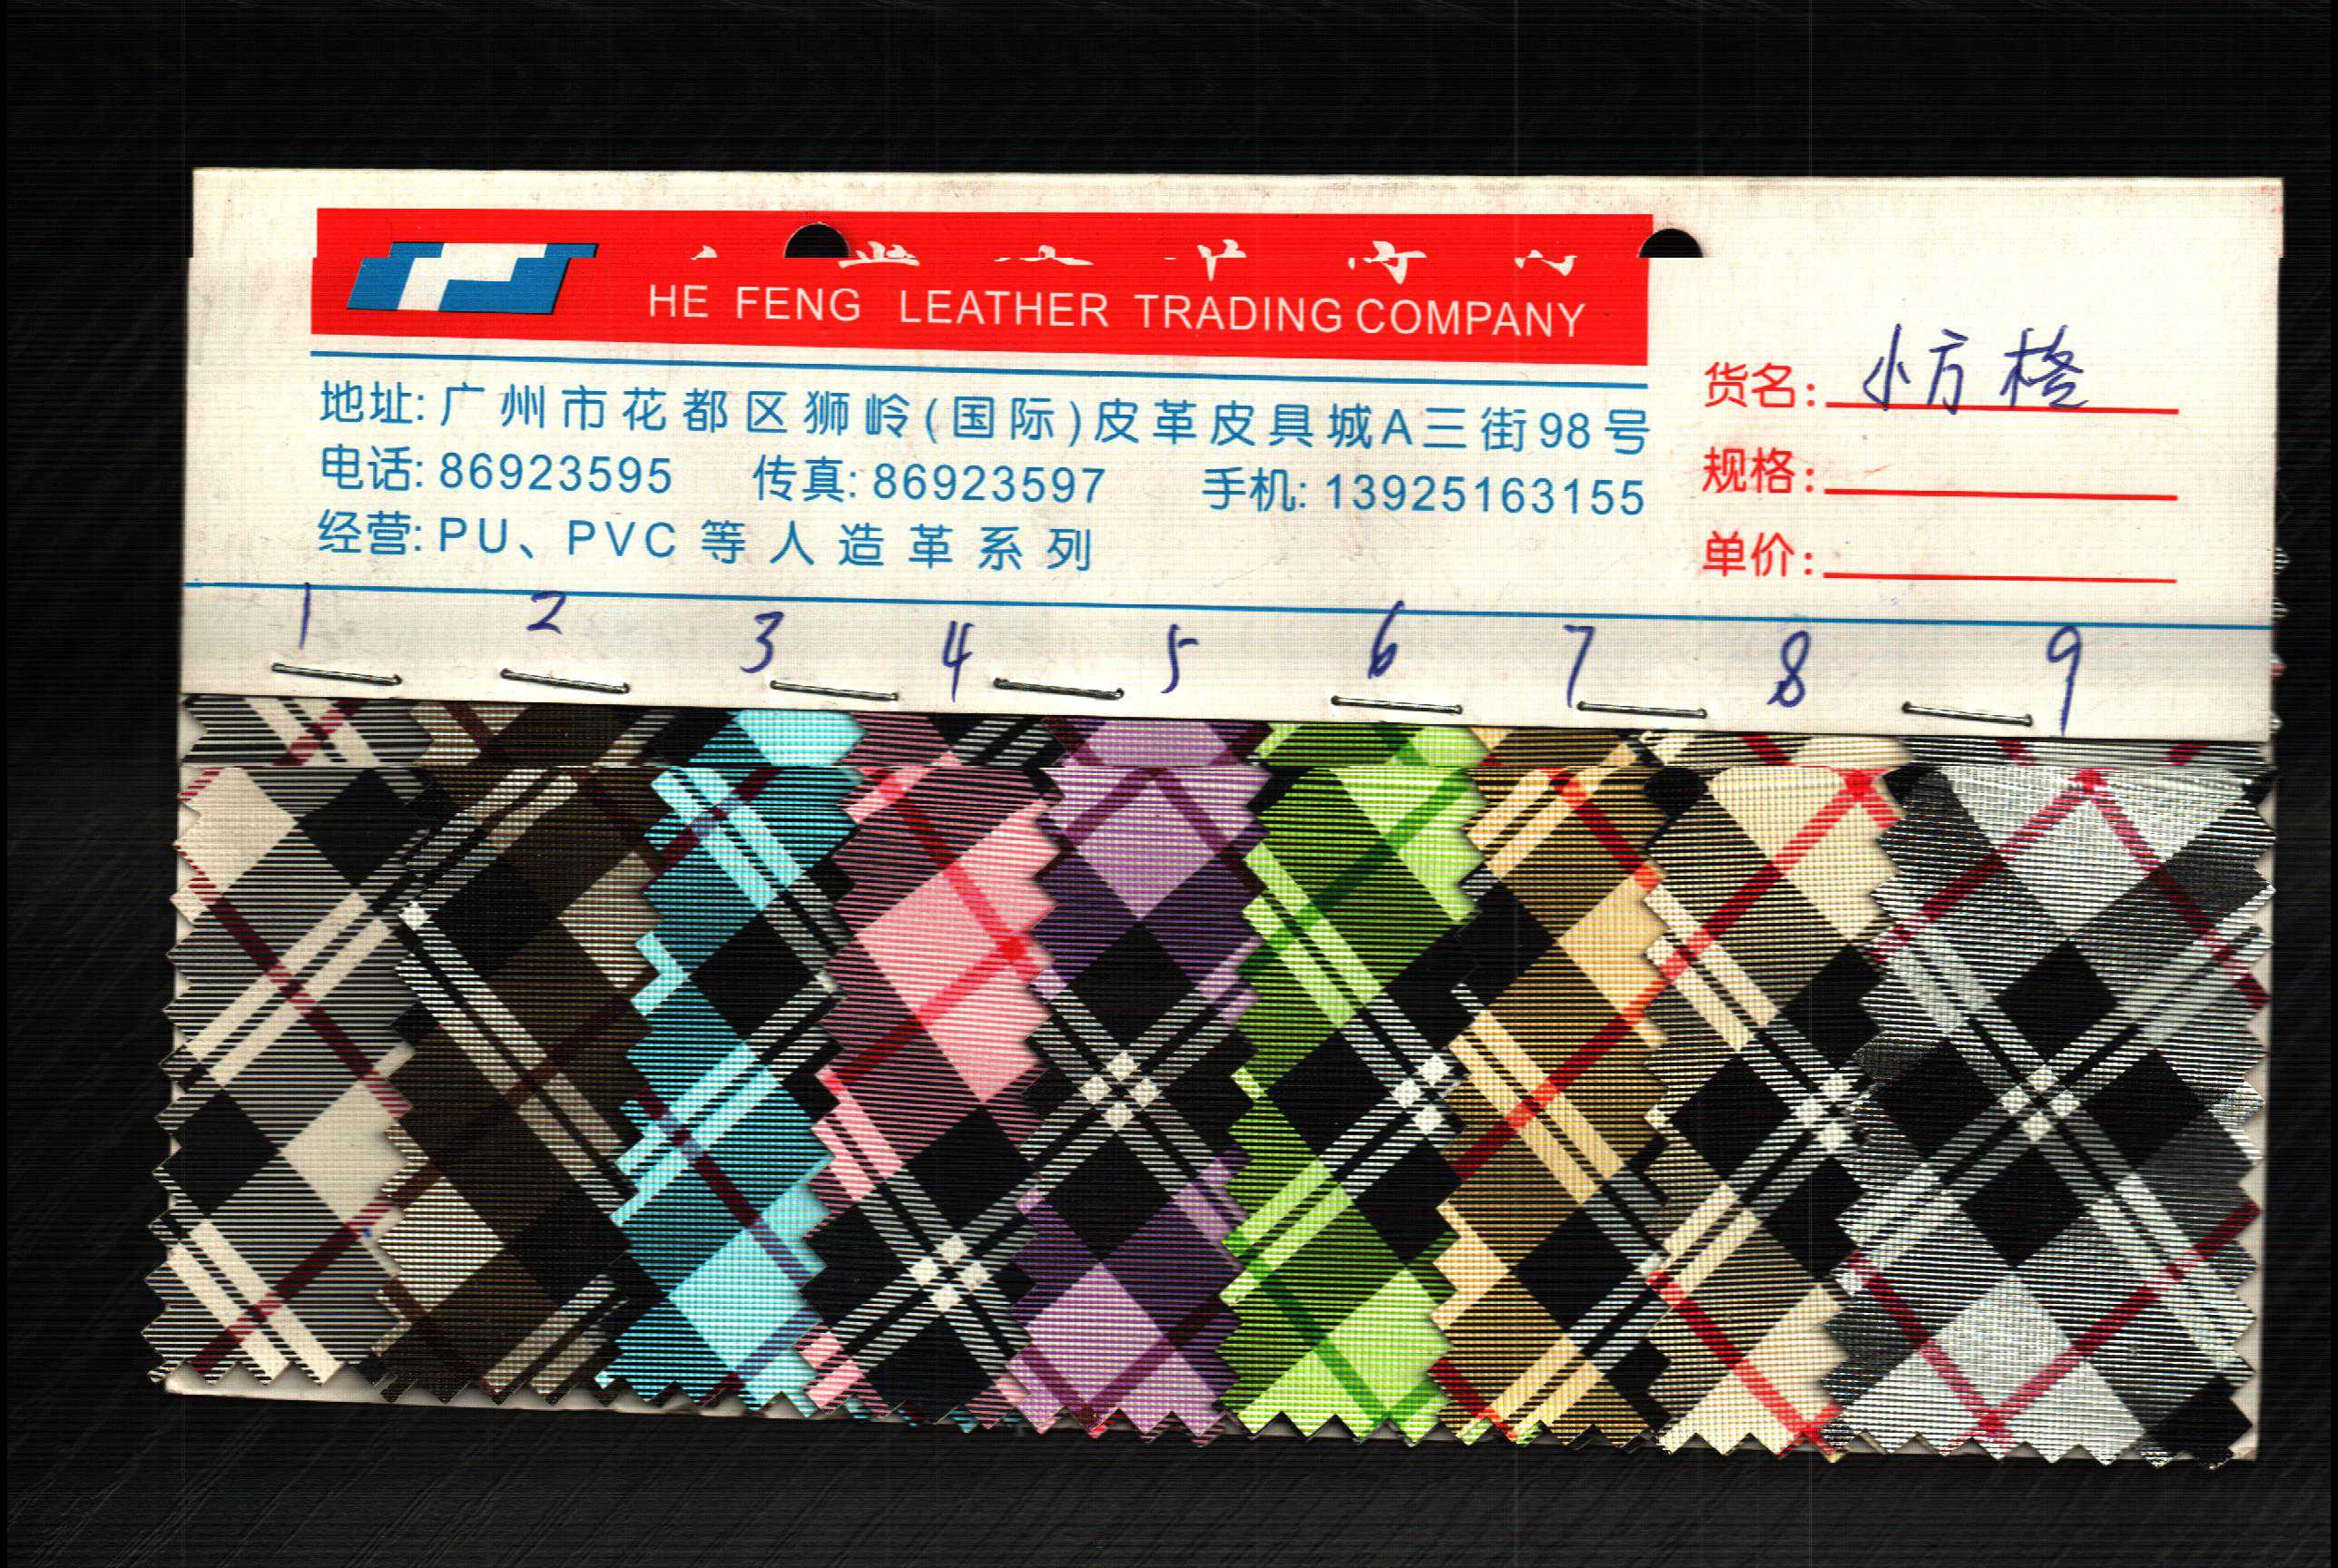 HE FENG LEATHER TRADING COMPANY
地址: 广州市花都区狮岭(国际)皮革皮具城A三街98号
电话: 86923595 传真: 86923597 手机: 13925163155
经营: PU、PVC等人造革系列
货名: 小方格
规格:
单价:
1 2 3 4 5 6 7 8 9